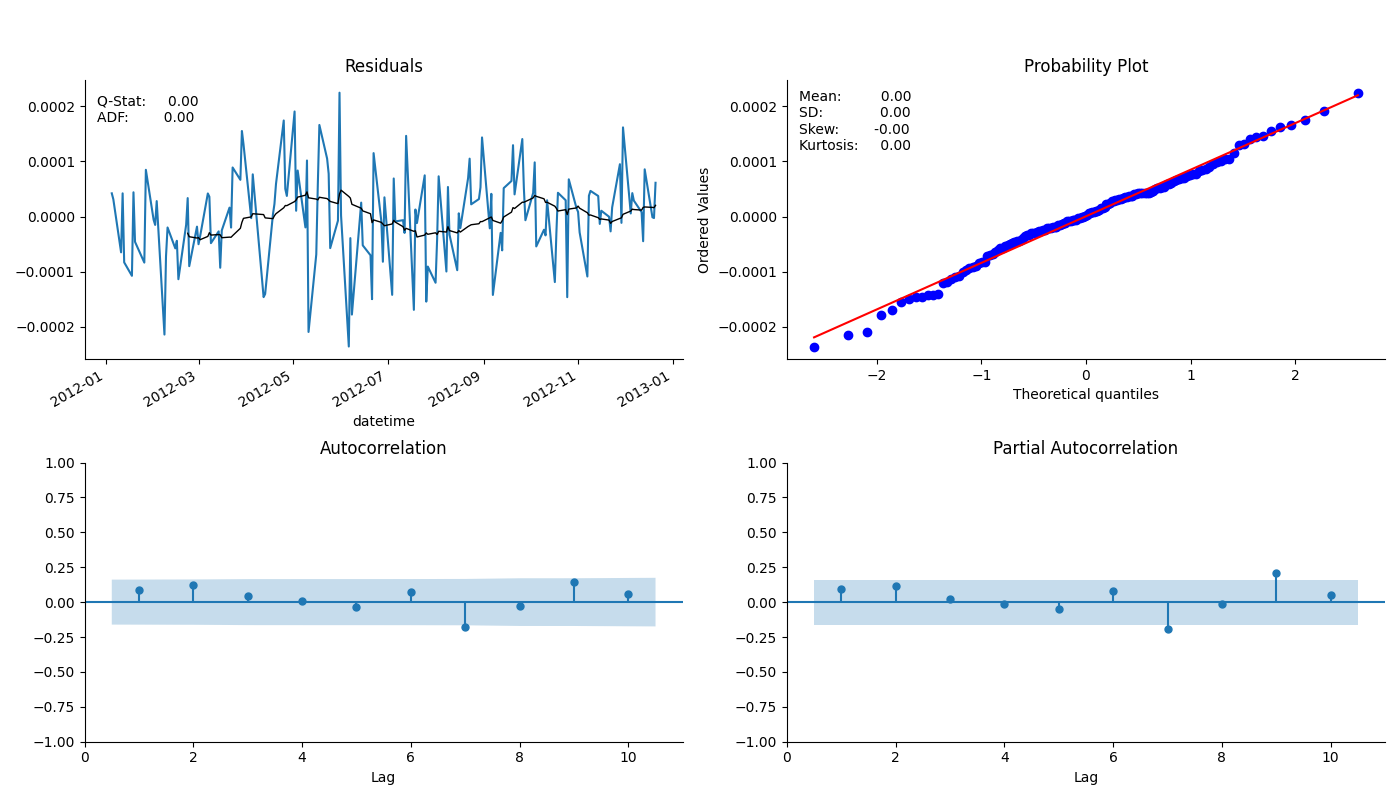 Residuals
Q-Stat: 0.00
ADF: 0.00
0.0002
0.0001
0.0000
−0.0001
−0.0002
2012-01 2012-03 2012-05 2012-07 2012-09 2012-11 2013-01
datetime
Probability Plot
Mean: 0.00
SD: 0.00
Skew: -0.00
Kurtosis: 0.00
Ordered Values
0.0002
0.0001
0.0000
−0.0001
−0.0002
−2 −1 0 1 2
Theoretical quantiles
Autocorrelation
1.00
0.75
0.50
0.25
0.00
−0.25
−0.50
−0.75
−1.00
0 2 4 6 8 10
Lag
Partial Autocorrelation
1.00
0.75
0.50
0.25
0.00
−0.25
−0.50
−0.75
−1.00
0 2 4 6 8 10
Lag